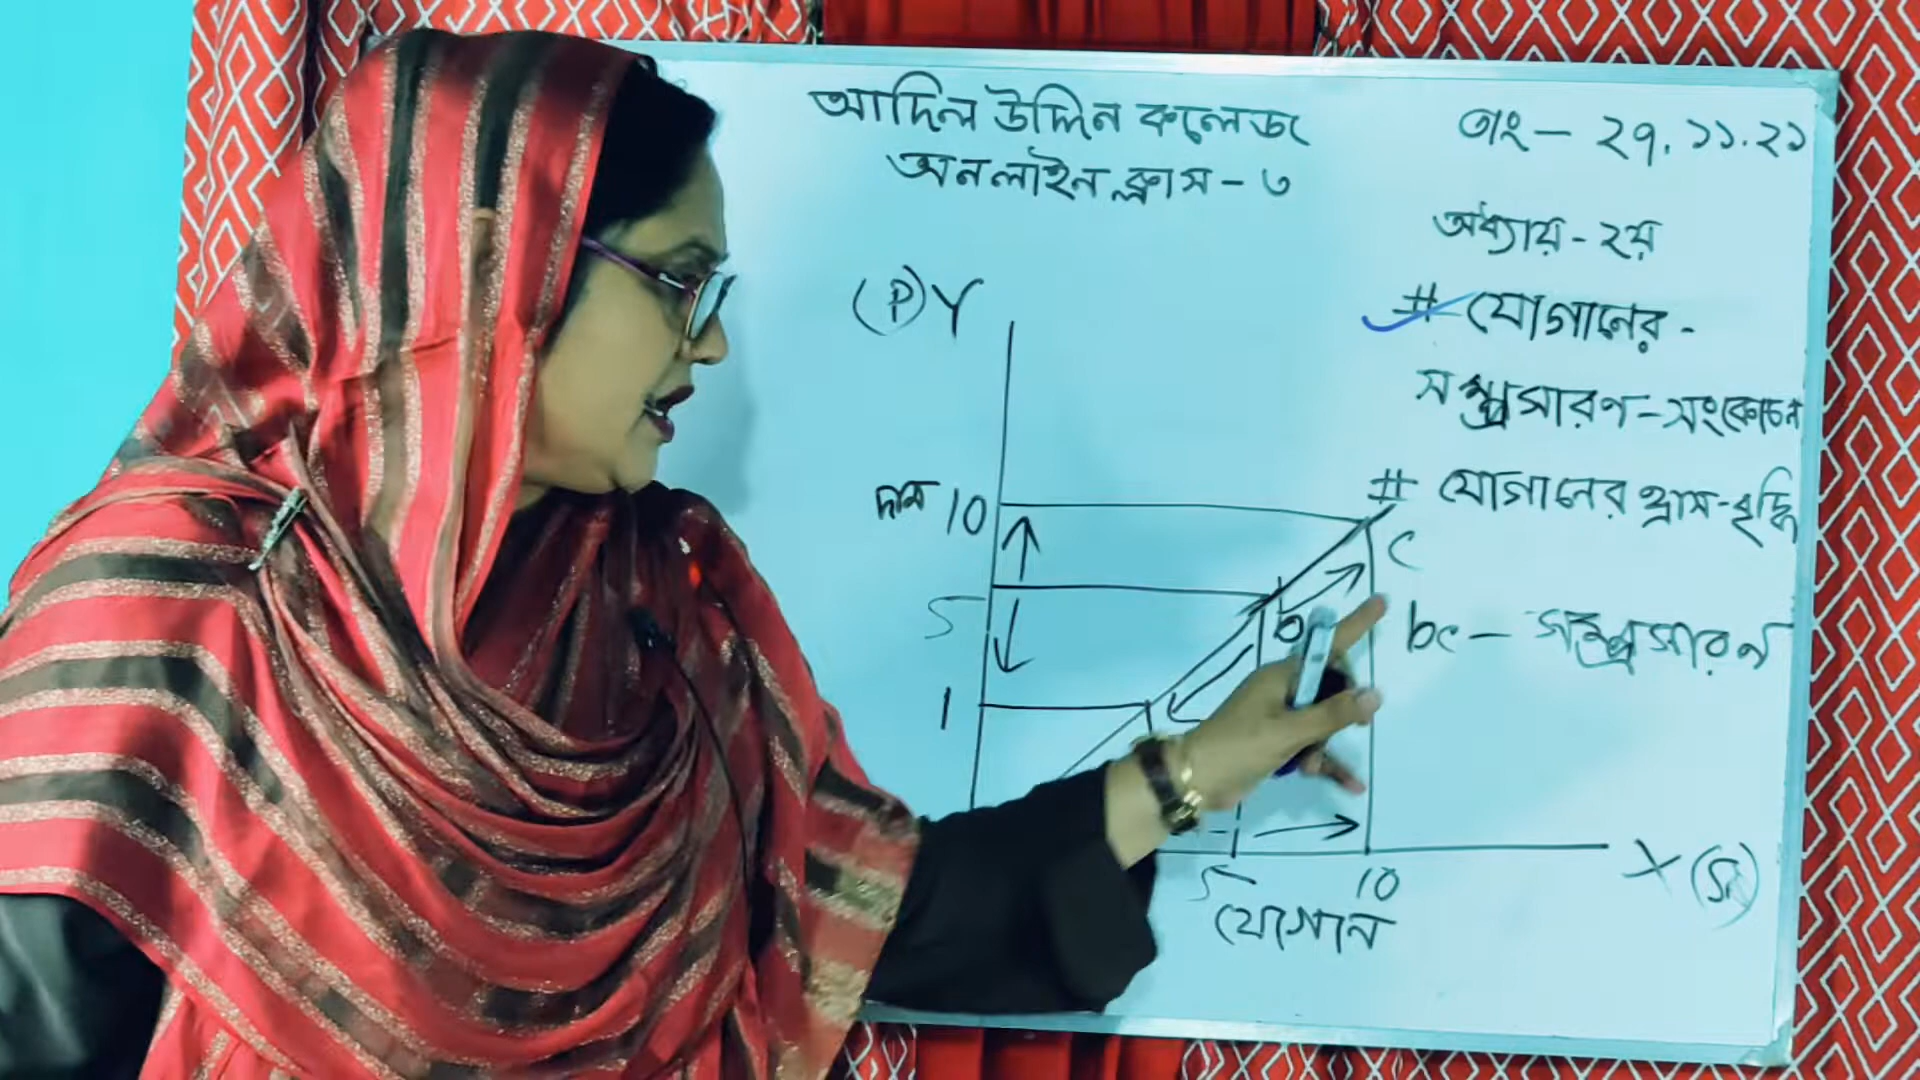 আদিল উদ্দিন কলেজ
অনলাইন ক্লাস - ৩
তাং - ২৭.১১.২১
অধ্যায় - ২য়
# যোগানের -
সম্প্রসারণ - সংকোচন
# যোগানের হ্রাস-বৃদ্ধি
bc - সম্প্রসারণ
(P) Y
দাম 10
5
1
b
c
5
10
X (S)
যোগান